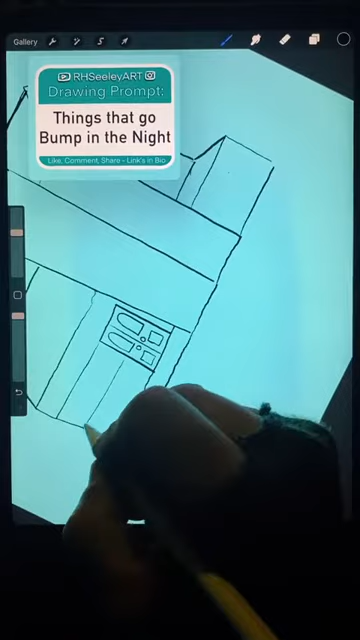 Gallery
RHSeeleyART
Drawing Prompt:
Things that go
Bump in the Night
Like, Comment, Share - Link's in Bio